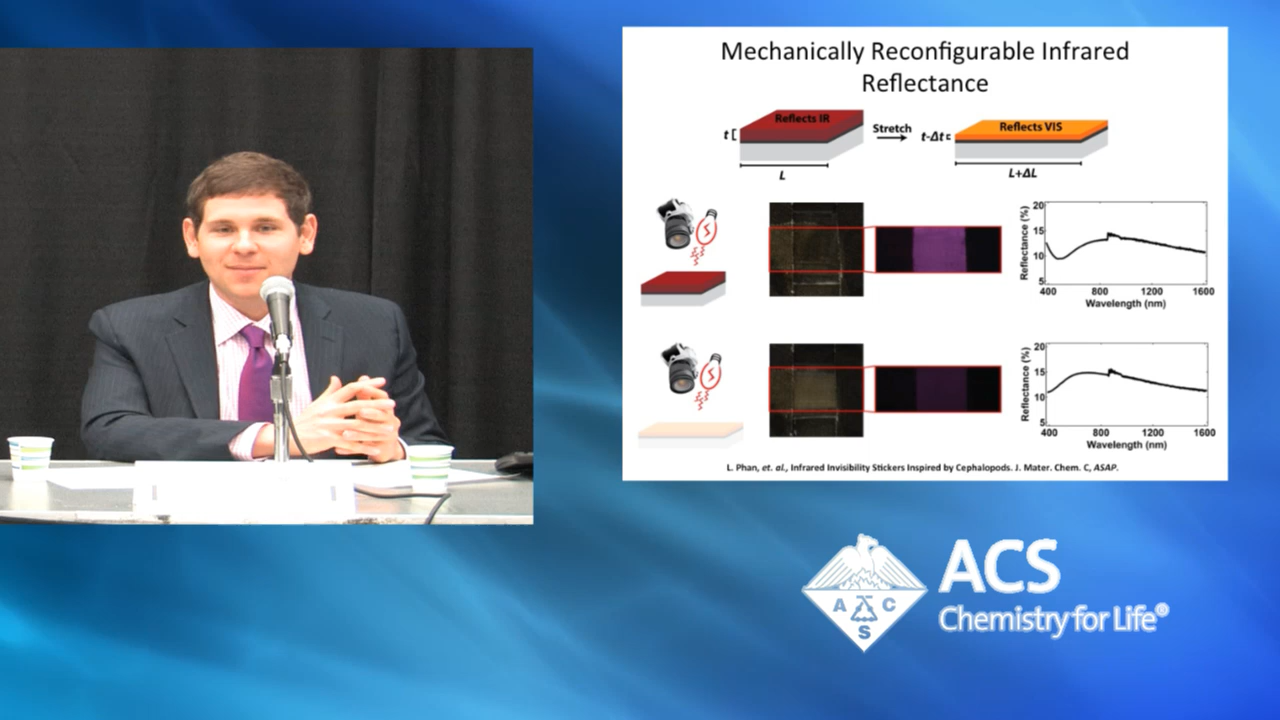 Mechanically Reconfigurable Infrared
Reflectance
Reflects IR
t
Stretch
t-Δt
Reflects VIS
L
L+ΔL
20
15
10
5
Reflectance (%)
400 800 1200 1600
Wavelength (nm)
20
15
10
5
Reflectance (%)
400 800 1200 1600
Wavelength (nm)
L. Phan, et. al., Infrared Invisibility Stickers Inspired by Cephalopods. J. Mater. Chem. C, ASAP.
A C
S
ACS
Chemistry for Life®